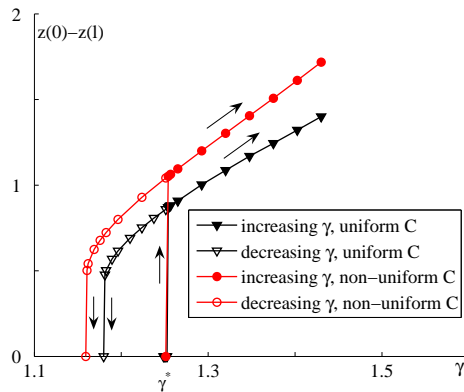 2
z(0)−z(l)
1
increasing γ, uniform C
decreasing γ, uniform C
increasing γ, non−uniform C
decreasing γ, non−uniform C
0
1.1 γ* 1.3 1.5 γ